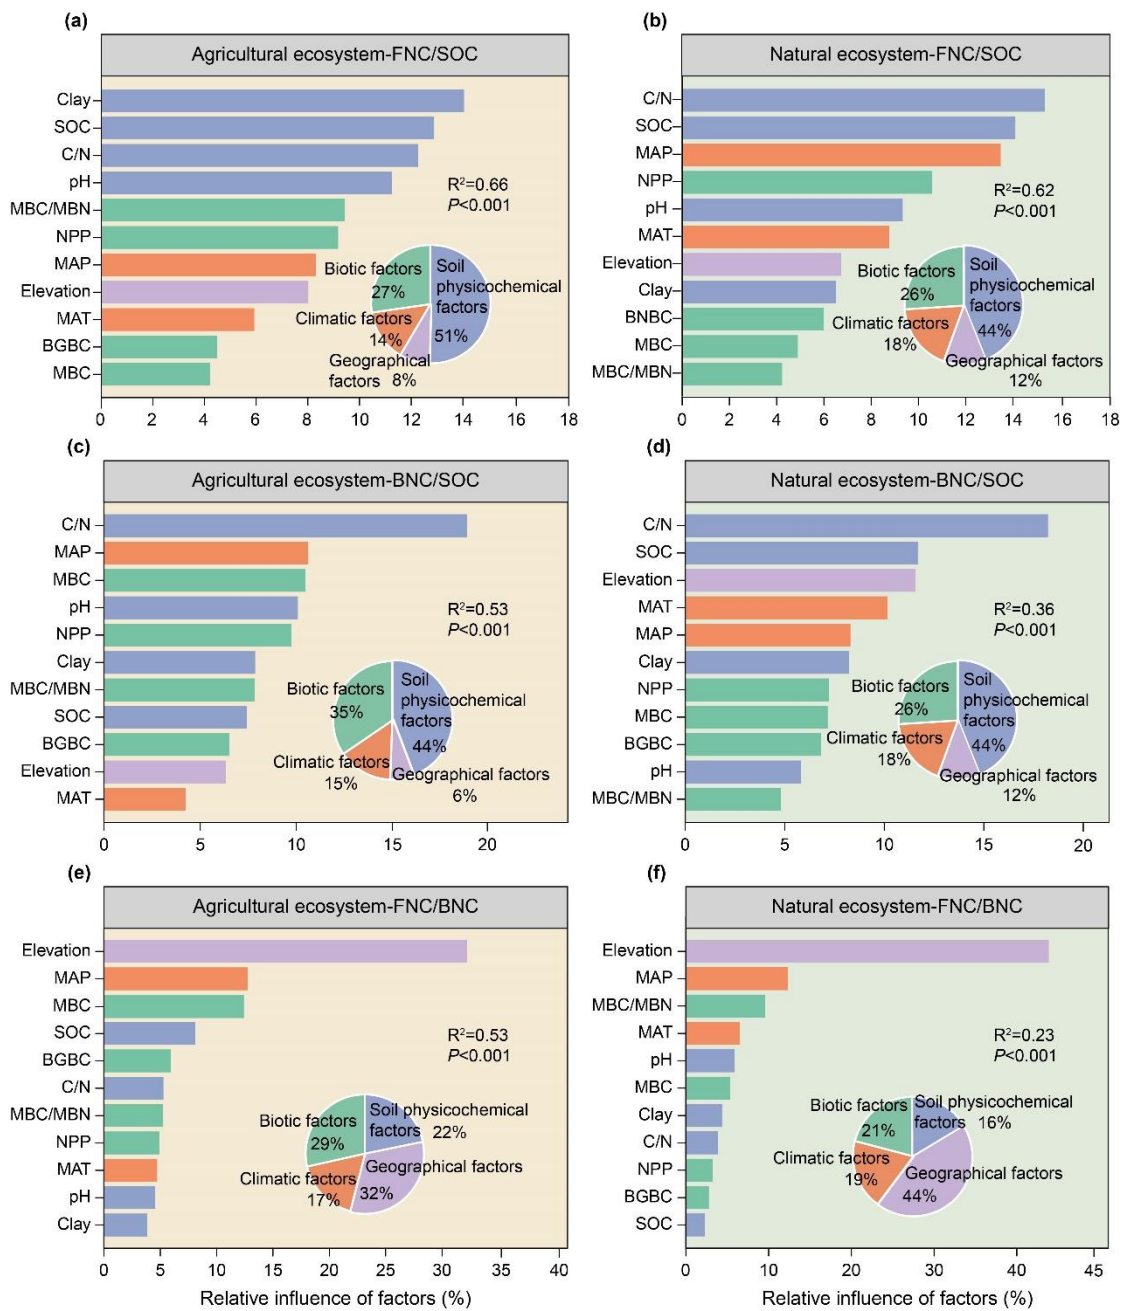 (a)
Agricultural ecosystem-FNC/SOC
Clay
SOC
C/N
pH
MBC/MBN
NPP
MAP
Elevation
MAT
BGBC
MBC
R²=0.66
P<0.001
Biotic factors
27%
Soil
physicochemical
factors
51%
Climatic factors
14%
Geographical
factors 8%
0 2 4 6 8 10 12 14 16 18
(b)
Natural ecosystem-FNC/SOC
C/N
SOC
MAP
NPP
pH
MAT
Elevation
Clay
BNBC
MBC
MBC/MBN
R²=0.62
P<0.001
Biotic factors
26%
Soil
physicochemical
factors
44%
Climatic factors
18%
Geographical factors
12%
0 2 4 6 8 10 12 14 16 18
(c)
Agricultural ecosystem-BNC/SOC
C/N
MAP
MBC
pH
NPP
Clay
MBC/MBN
SOC
BGBC
Elevation
MAT
R²=0.53
P<0.001
Biotic factors
35%
Soil
physicochemical
factors
44%
Climatic factors
15%
Geographical factors
6%
0 5 10 15 20
(d)
Natural ecosystem-BNC/SOC
C/N
SOC
Elevation
MAT
MAP
Clay
NPP
MBC
BGBC
pH
MBC/MBN
R²=0.36
P<0.001
Biotic factors
26%
Soil
physicochemical
factors
44%
Climatic factors
18%
Geographical factors
12%
0 5 10 15 20
(e)
Agricultural ecosystem-FNC/BNC
Elevation
MAP
MBC
SOC
BGBC
C/N
MBC/MBN
NPP
MAT
pH
Clay
R²=0.53
P<0.001
Biotic factors
29%
Soil physicochemical
factors 22%
Climatic factors
17%
Geographical factors
32%
0 5 10 15 20 25 30 35 40
Relative influence of factors (%)
(f)
Natural ecosystem-FNC/BNC
Elevation
MAP
MBC/MBN
MAT
pH
MBC
Clay
C/N
NPP
BGBC
SOC
R²=0.23
P<0.001
Biotic factors
21%
Soil physicochemical
factors 16%
Climatic factors
19%
Geographical factors
44%
0 10 20 30 40 45
Relative influence of factors (%)